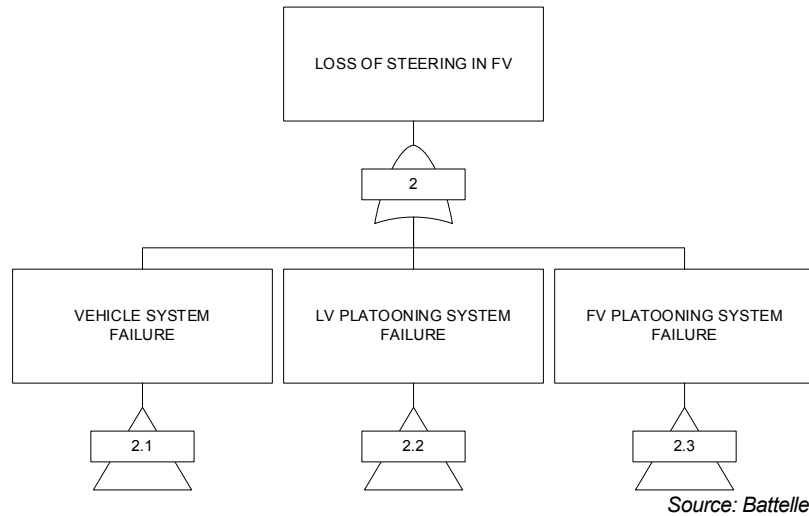 LOSS OF STEERING IN FV
2
VEHICLE SYSTEM
FAILURE
LV PLATOONING SYSTEM
FAILURE
FV PLATOONING SYSTEM
FAILURE
2.1
2.2
2.3
Source: Battelle